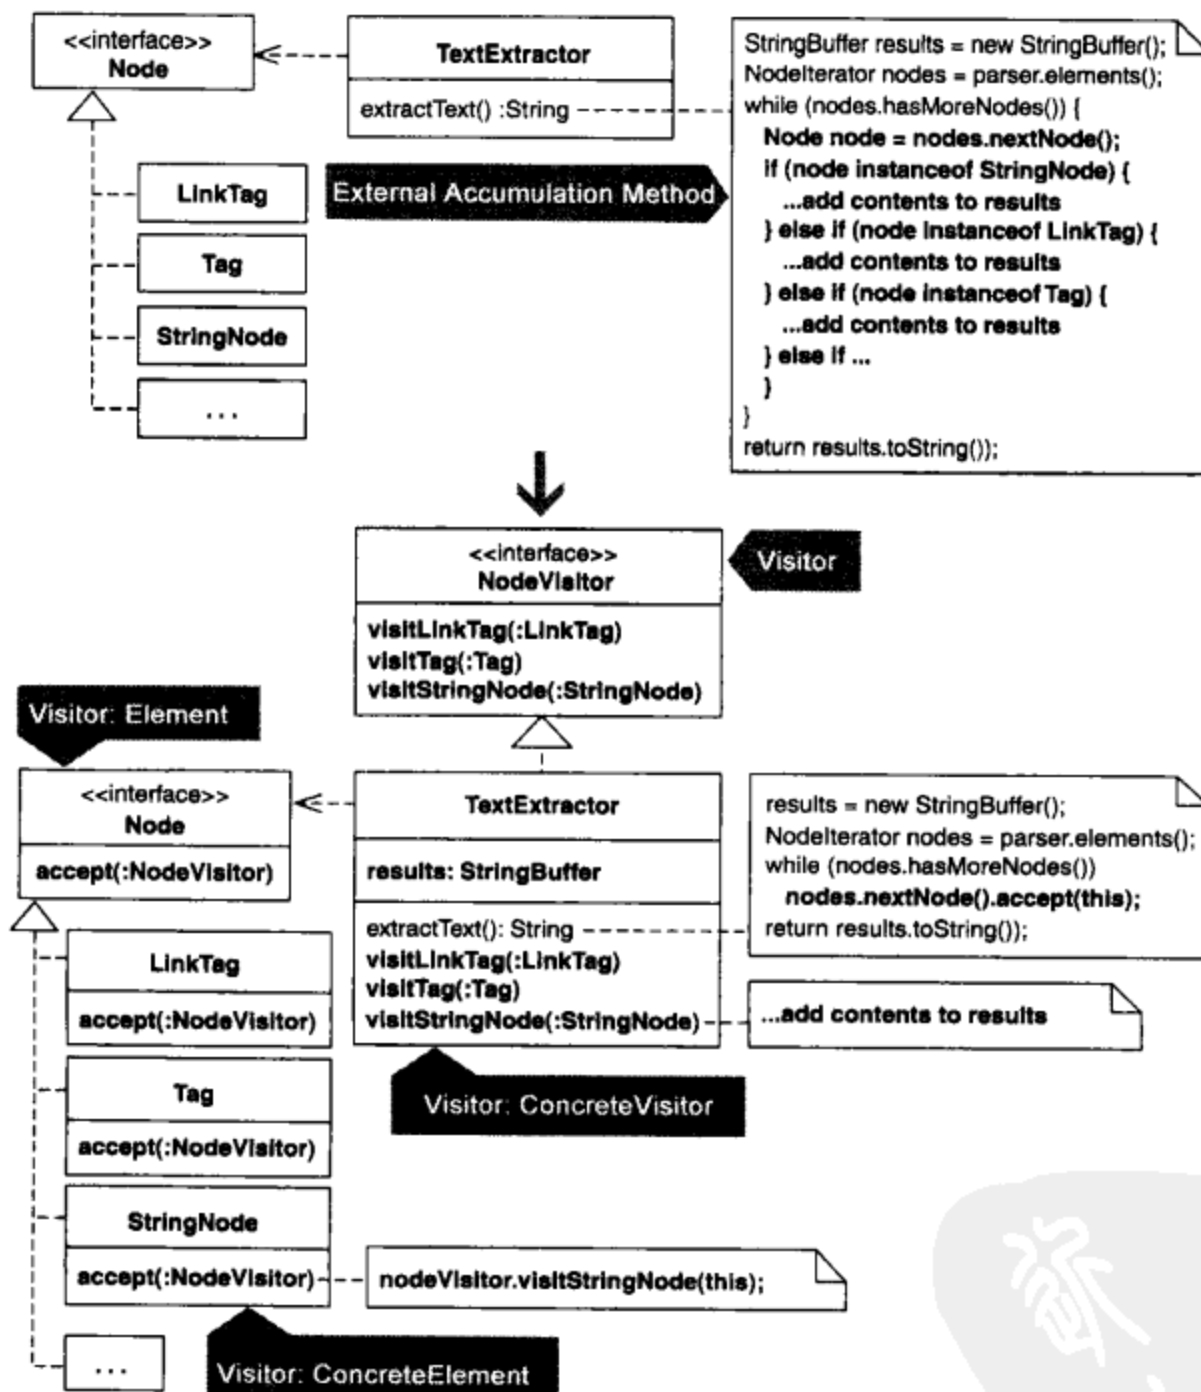 <<interface>>
Node
TextExtractor
extractText() :String
StringBuffer results = new StringBuffer();
NodeIterator nodes = parser.elements();
while (nodes.hasMoreNodes()) {
Node node = nodes.nextNode();
if (node instanceof StringNode) {
...add contents to results
} else if (node instanceof LinkTag) {
...add contents to results
} else if (node instanceof Tag) {
...add contents to results
} else if ...
}
}
return results.toString());
External Accumulation Method
LinkTag
Tag
StringNode
...
<<interface>>
NodeVisitor
visitLinkTag(:LinkTag)
visitTag(:Tag)
visitStringNode(:StringNode)
Visitor
Visitor: Element
<<interface>>
Node
accept(:NodeVisitor)
TextExtractor
results: StringBuffer
extractText(): String
visitLinkTag(:LinkTag)
visitTag(:Tag)
visitStringNode(:StringNode)
results = new StringBuffer();
NodeIterator nodes = parser.elements();
while (nodes.hasMoreNodes())
nodes.nextNode().accept(this);
return results.toString());
...add contents to results
Visitor: ConcreteVisitor
LinkTag
accept(:NodeVisitor)
Tag
accept(:NodeVisitor)
StringNode
accept(:NodeVisitor)
nodeVisitor.visitStringNode(this);
...
Visitor: ConcreteElement